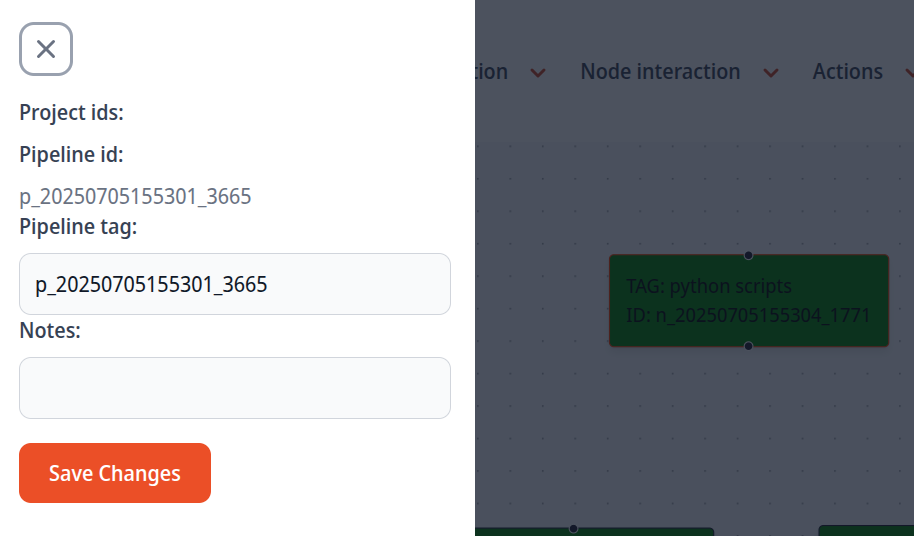 Project ids:
Pipeline id:
p_20250705155301_3665
Pipeline tag:
p_20250705155301_3665
Notes:
Save Changes
tion
Node interaction
Actions
TAG: python scripts
ID: n_20250705155304_1771